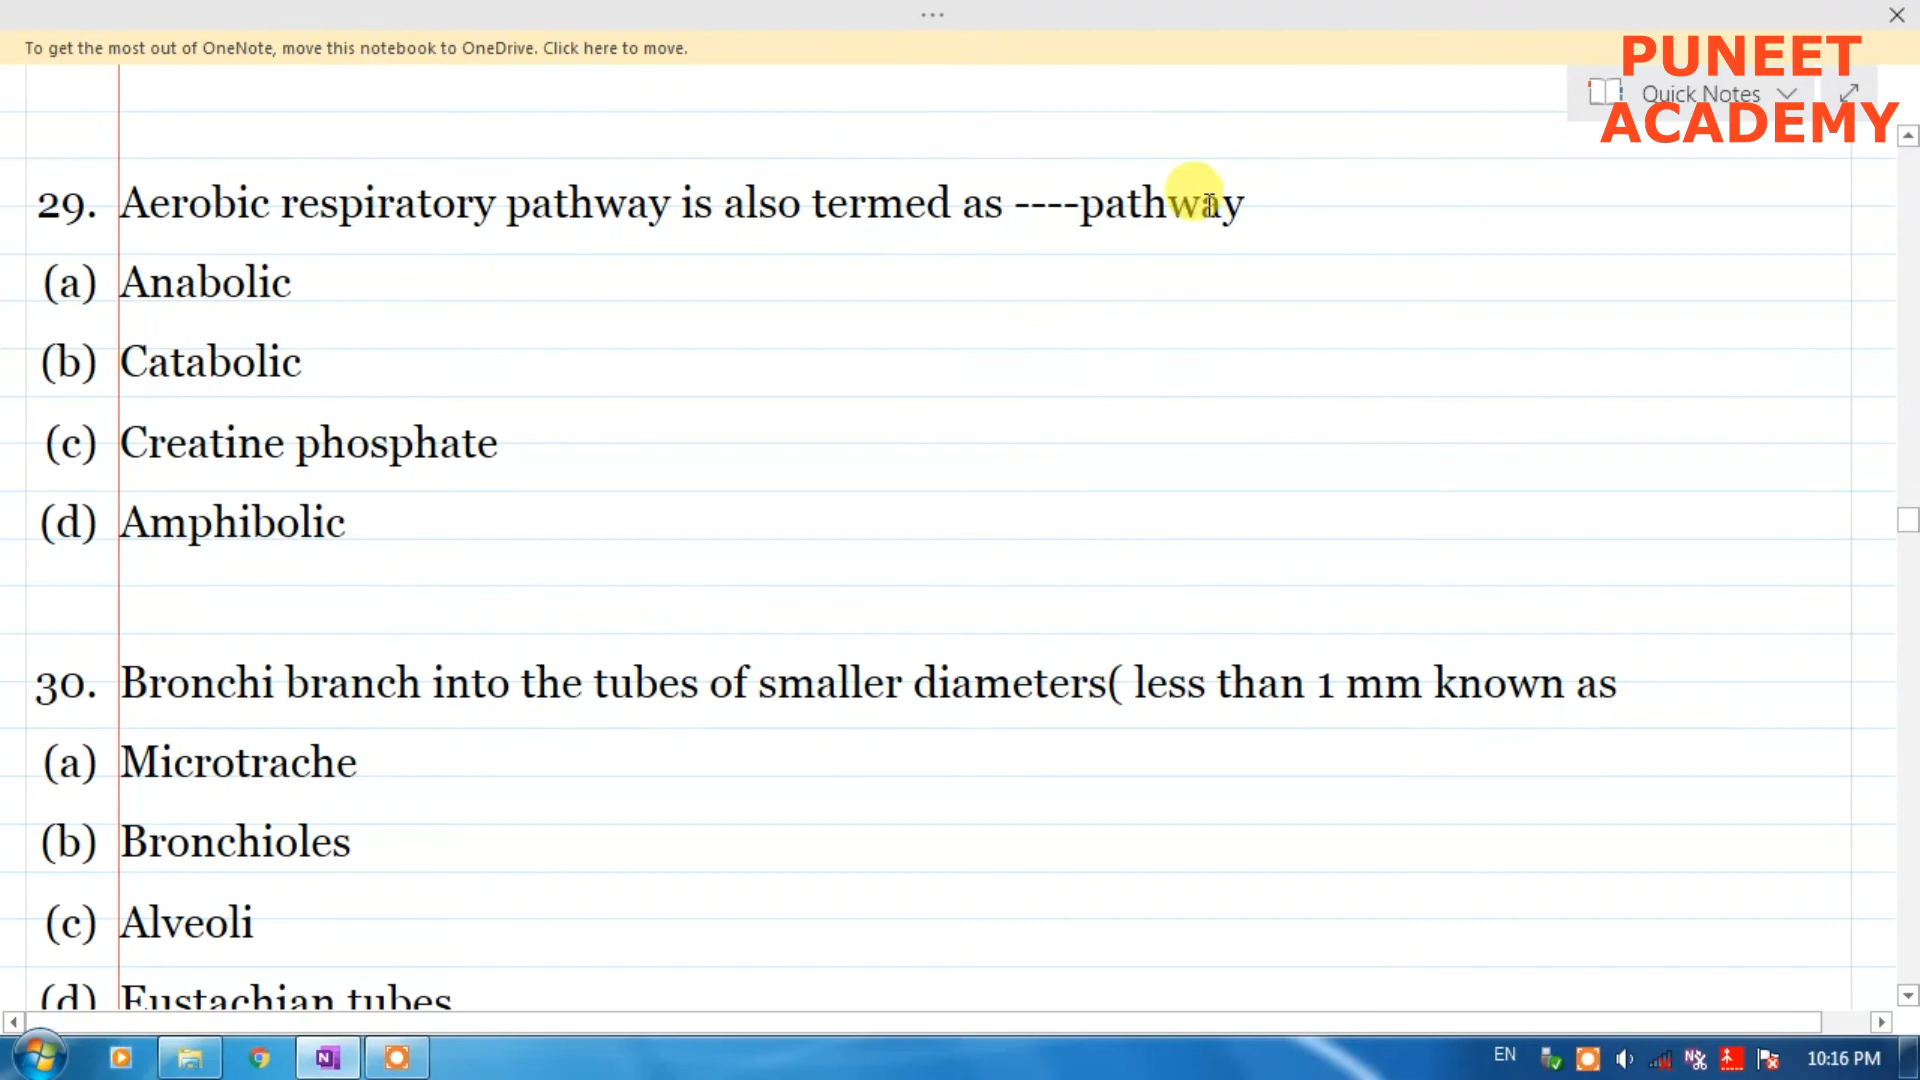 To get the most out of OneNote, move this notebook to OneDrive. Click here to move.
PUNEET
Quick Notes
ACADEMY
29. Aerobic respiratory pathway is also termed as ----pathway
(a) Anabolic
(b) Catabolic
(c) Creatine phosphate
(d) Amphibolic
30. Bronchi branch into the tubes of smaller diameters( less than 1 mm known as
(a) Microtrache
(b) Bronchioles
(c) Alveoli
(d) Eustachian tubes
EN
10:16 PM